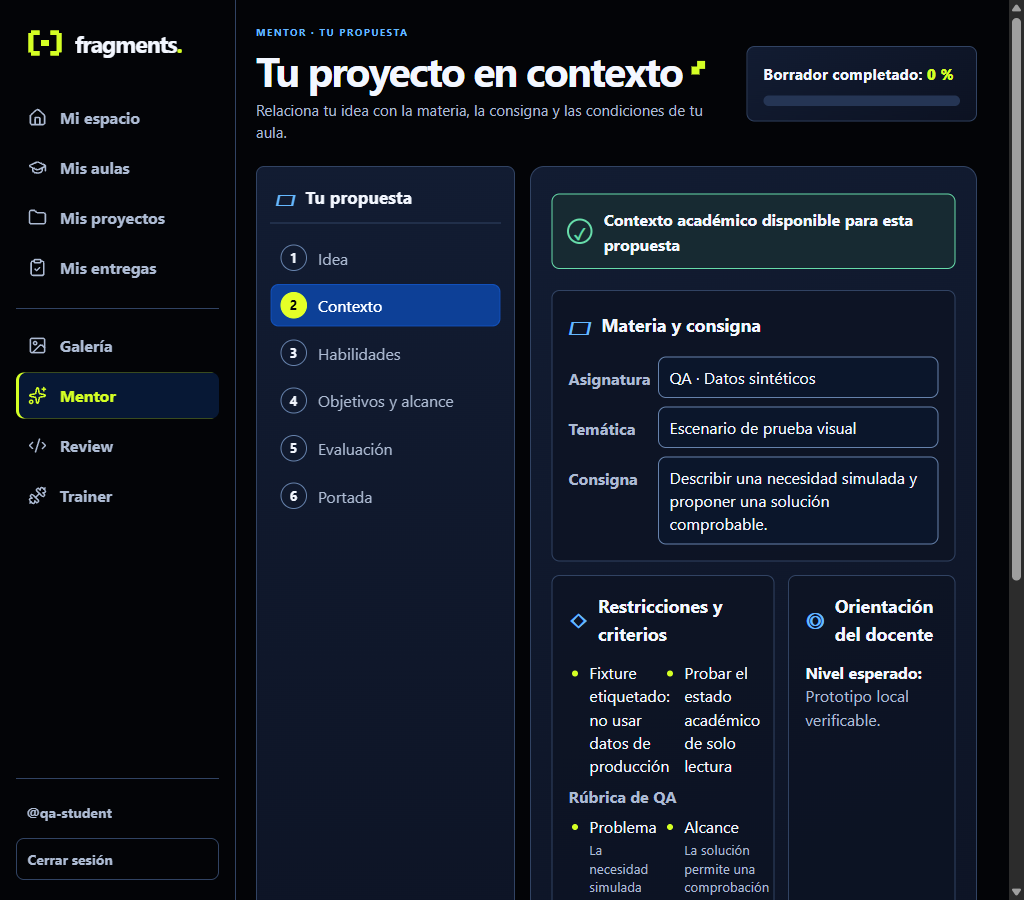 fragments.
Mi espacio
Mis aulas
Mis proyectos
Mis entregas
Galería
Mentor
Review
Trainer
@qa-student
Cerrar sesión
MENTOR · TU PROPUESTA
Tu proyecto en contexto
Relaciona tu idea con la materia, la consigna y las condiciones de tu
aula.
Borrador completado: 0 %
Tu propuesta
1 Idea
2 Contexto
3 Habilidades
4 Objetivos y alcance
5 Evaluación
6 Portada
Contexto académico disponible para esta
propuesta
Materia y consigna
Asignatura QA · Datos sintéticos
Temática Escenario de prueba visual
Consigna Describir una necesidad simulada y
proponer una solución
comprobable.
Restricciones y
criterios
Fixture
etiquetado:
no usar
datos de
producción
Probar el
estado
académico
de solo
lectura
Rúbrica de QA
Problema
La
necesidad
simulada
Alcance
La solución
permite una
comprobación
Orientación
del docente
Nivel esperado:
Prototipo local
verificable.